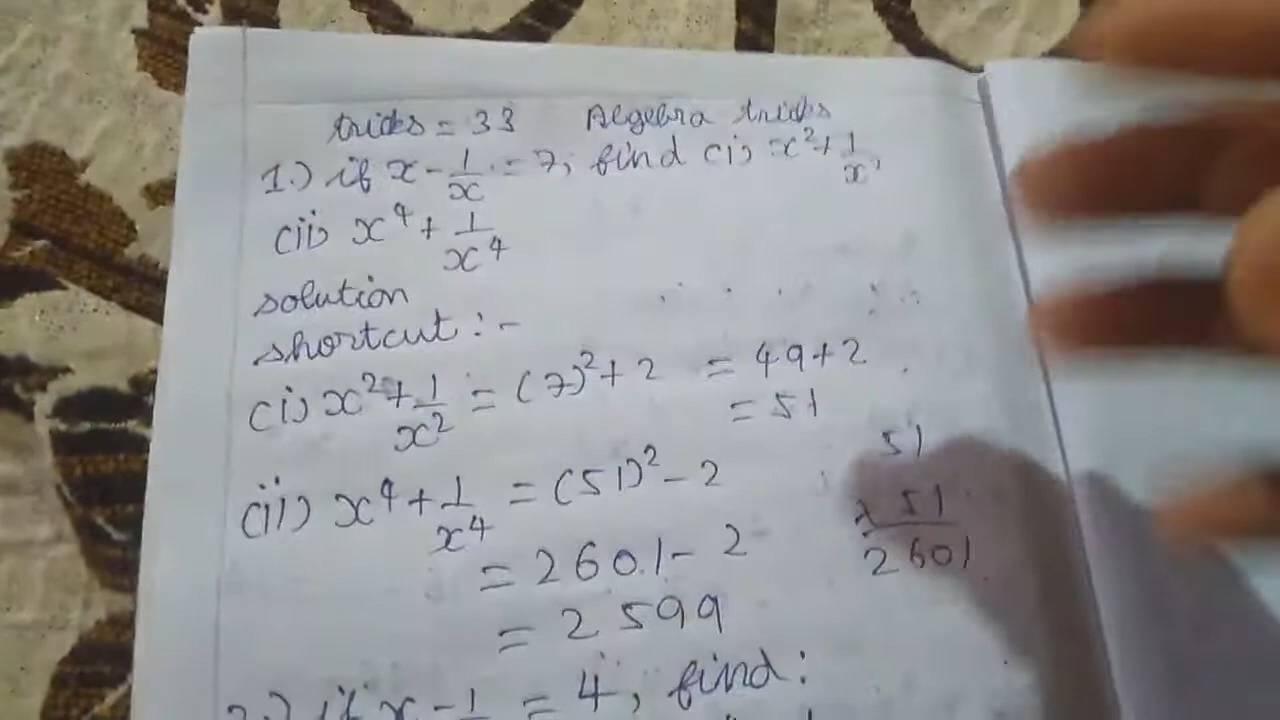 tricks = 33 Algebra tricks
1.) if x - 1/x = 7, find (i) x² + 1/x,
(ii) x⁴ + 1/x⁴
solution
shortcut :-
(i) x² + 1/x² = (7)² + 2 = 49 + 2
= 51
(ii) x⁴ + 1/x⁴ = (51)² - 2
51
x 51
2601
= 2601 - 2
= 2599
2.) if x - 1 = 4, find: